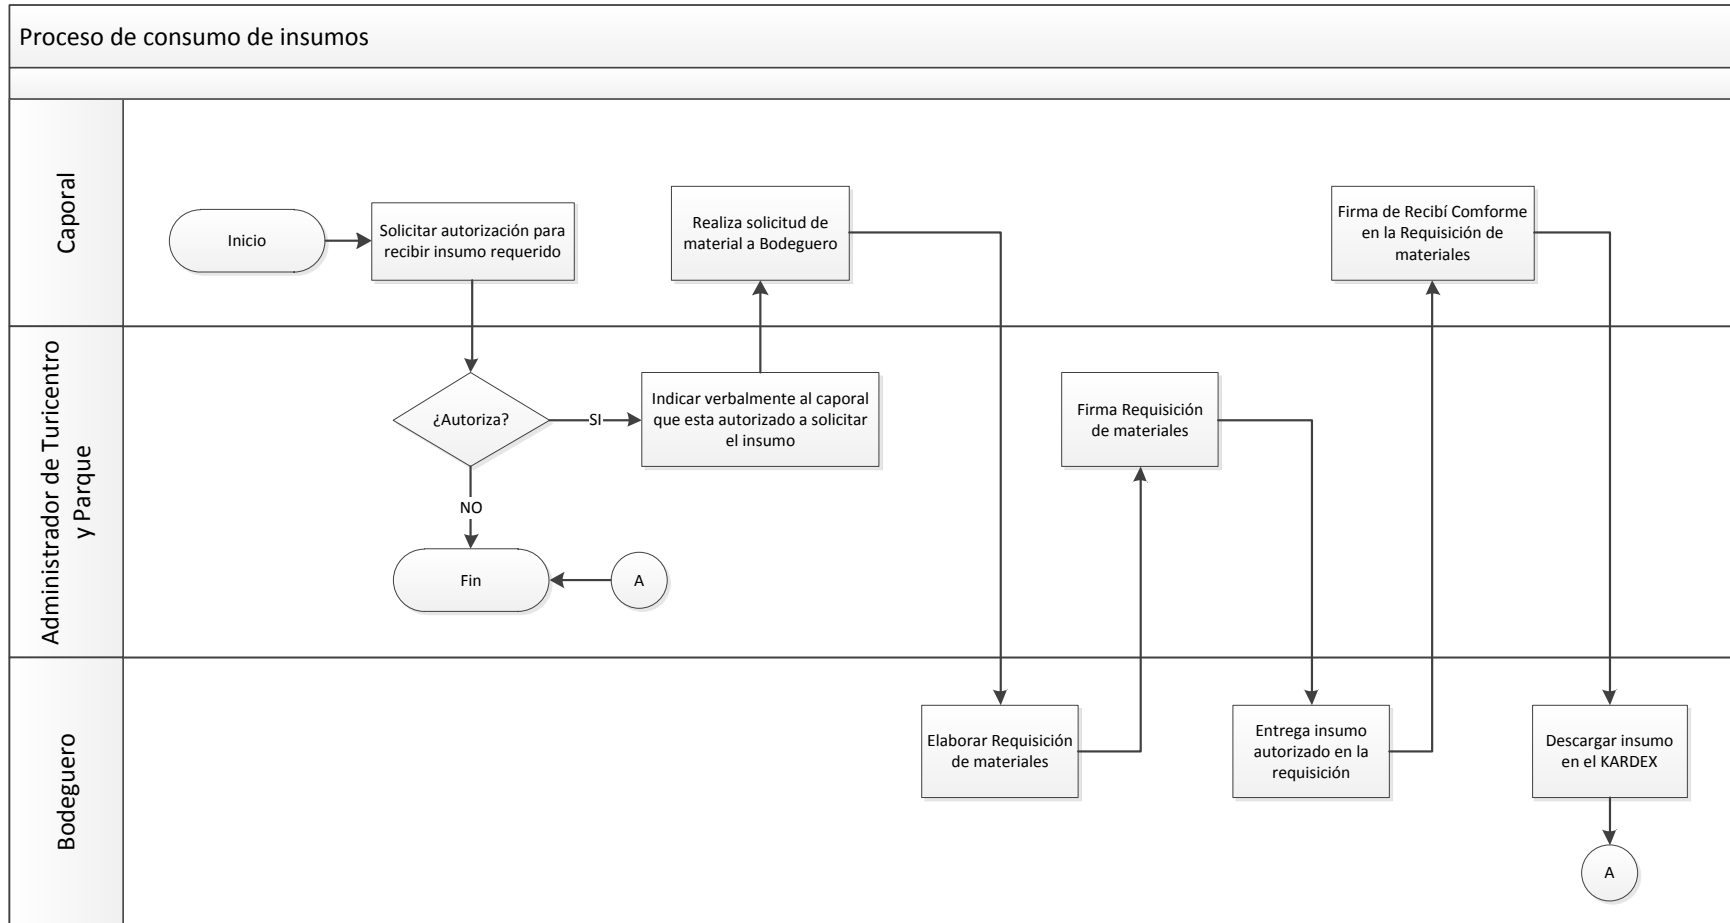 Proceso de consumo de insumos
Caporal
Inicio
Solicitar autorización para
recibir insumo requerido
Realiza solicitud de
material a Bodeguero
Firma de Recibí Comforme
en la Requisición de
materiales
Administrador de Turicentro
y Parque
¿Autoriza?
SI
Indicar verbalmente al caporal
que esta autorizado a solicitar
el insumo
Firma Requisición
de materiales
NO
Fin
A
Bodeguero
Elaborar Requisición
de materiales
Entrega insumo
autorizado en la
requisición
Descargar insumo
en el KARDEX
A